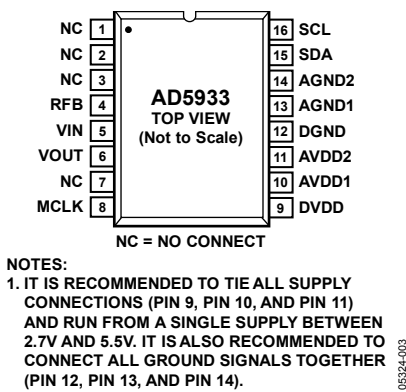 NC 1
NC 2
NC 3
RFB 4
VIN 5
VOUT 6
NC 7
MCLK 8
AD5933
TOP VIEW
(Not to Scale)
16 SCL
15 SDA
14 AGND2
13 AGND1
12 DGND
11 AVDD2
10 AVDD1
9 DVDD
NC = NO CONNECT
NOTES:
1. IT IS RECOMMENDED TO TIE ALL SUPPLY
CONNECTIONS (PIN 9, PIN 10, AND PIN 11)
AND RUN FROM A SINGLE SUPPLY BETWEEN
2.7V AND 5.5V. IT IS ALSO RECOMMENDED TO
CONNECT ALL GROUND SIGNALS TOGETHER
(PIN 12, PIN 13, AND PIN 14).
05324-003